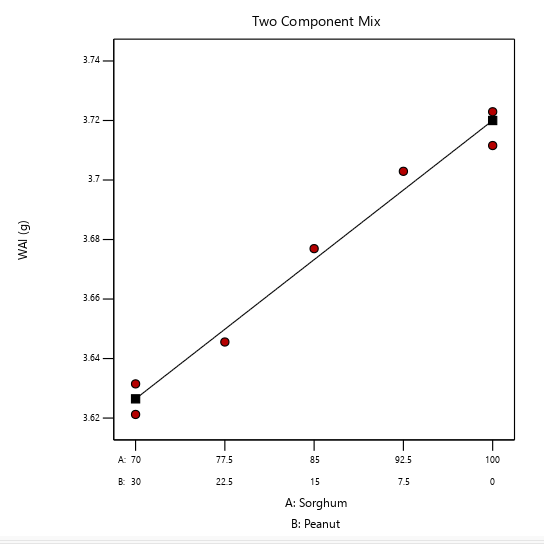 Two Component Mix
3.74
3.72
3.7
3.68
3.66
3.64
3.62
WAI (g)
A: 70 77.5 85 92.5 100
B: 30 22.5 15 7.5 0
A: Sorghum
B: Peanut